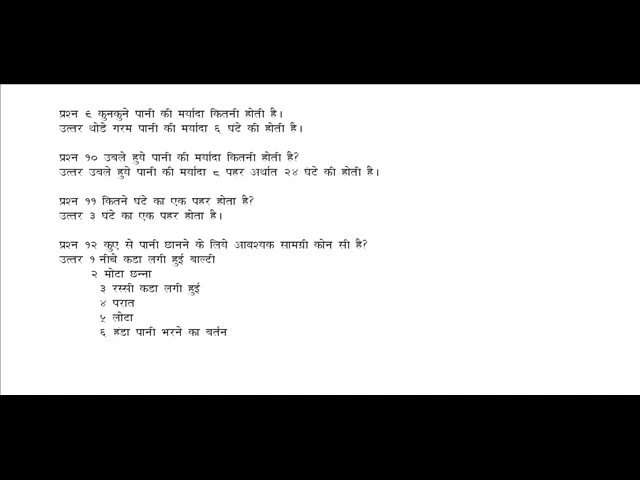 प्रश्न ९ कुनकुने पानी की मर्यादा कितनी होती है।
उत्तर थोडे गरम पानी की मर्यादा ६ घंटे की होती है।
प्रश्न १० उबले हुये पानी की मर्यादा कितनी होती है?
उत्तर उबले हुये पानी की मर्यादा ८ पहर अर्थात २४ घंटे की होती है।
प्रश्न ११ कितने घंटे का एक पहर होता है?
उत्तर ३ घंटे का एक पहर होता है।
प्रश्न १२ कुए से पानी छानने के लिये आवश्यक सामग्री कोन सी है?
उत्तर १ नीचे कडा लगी हुई बाल्टी
२ मोटा छन्ना
३ रस्सी कडा लगी हुई
४ परात
५ लोटा
६ हंडा पानी भरने का बर्तन